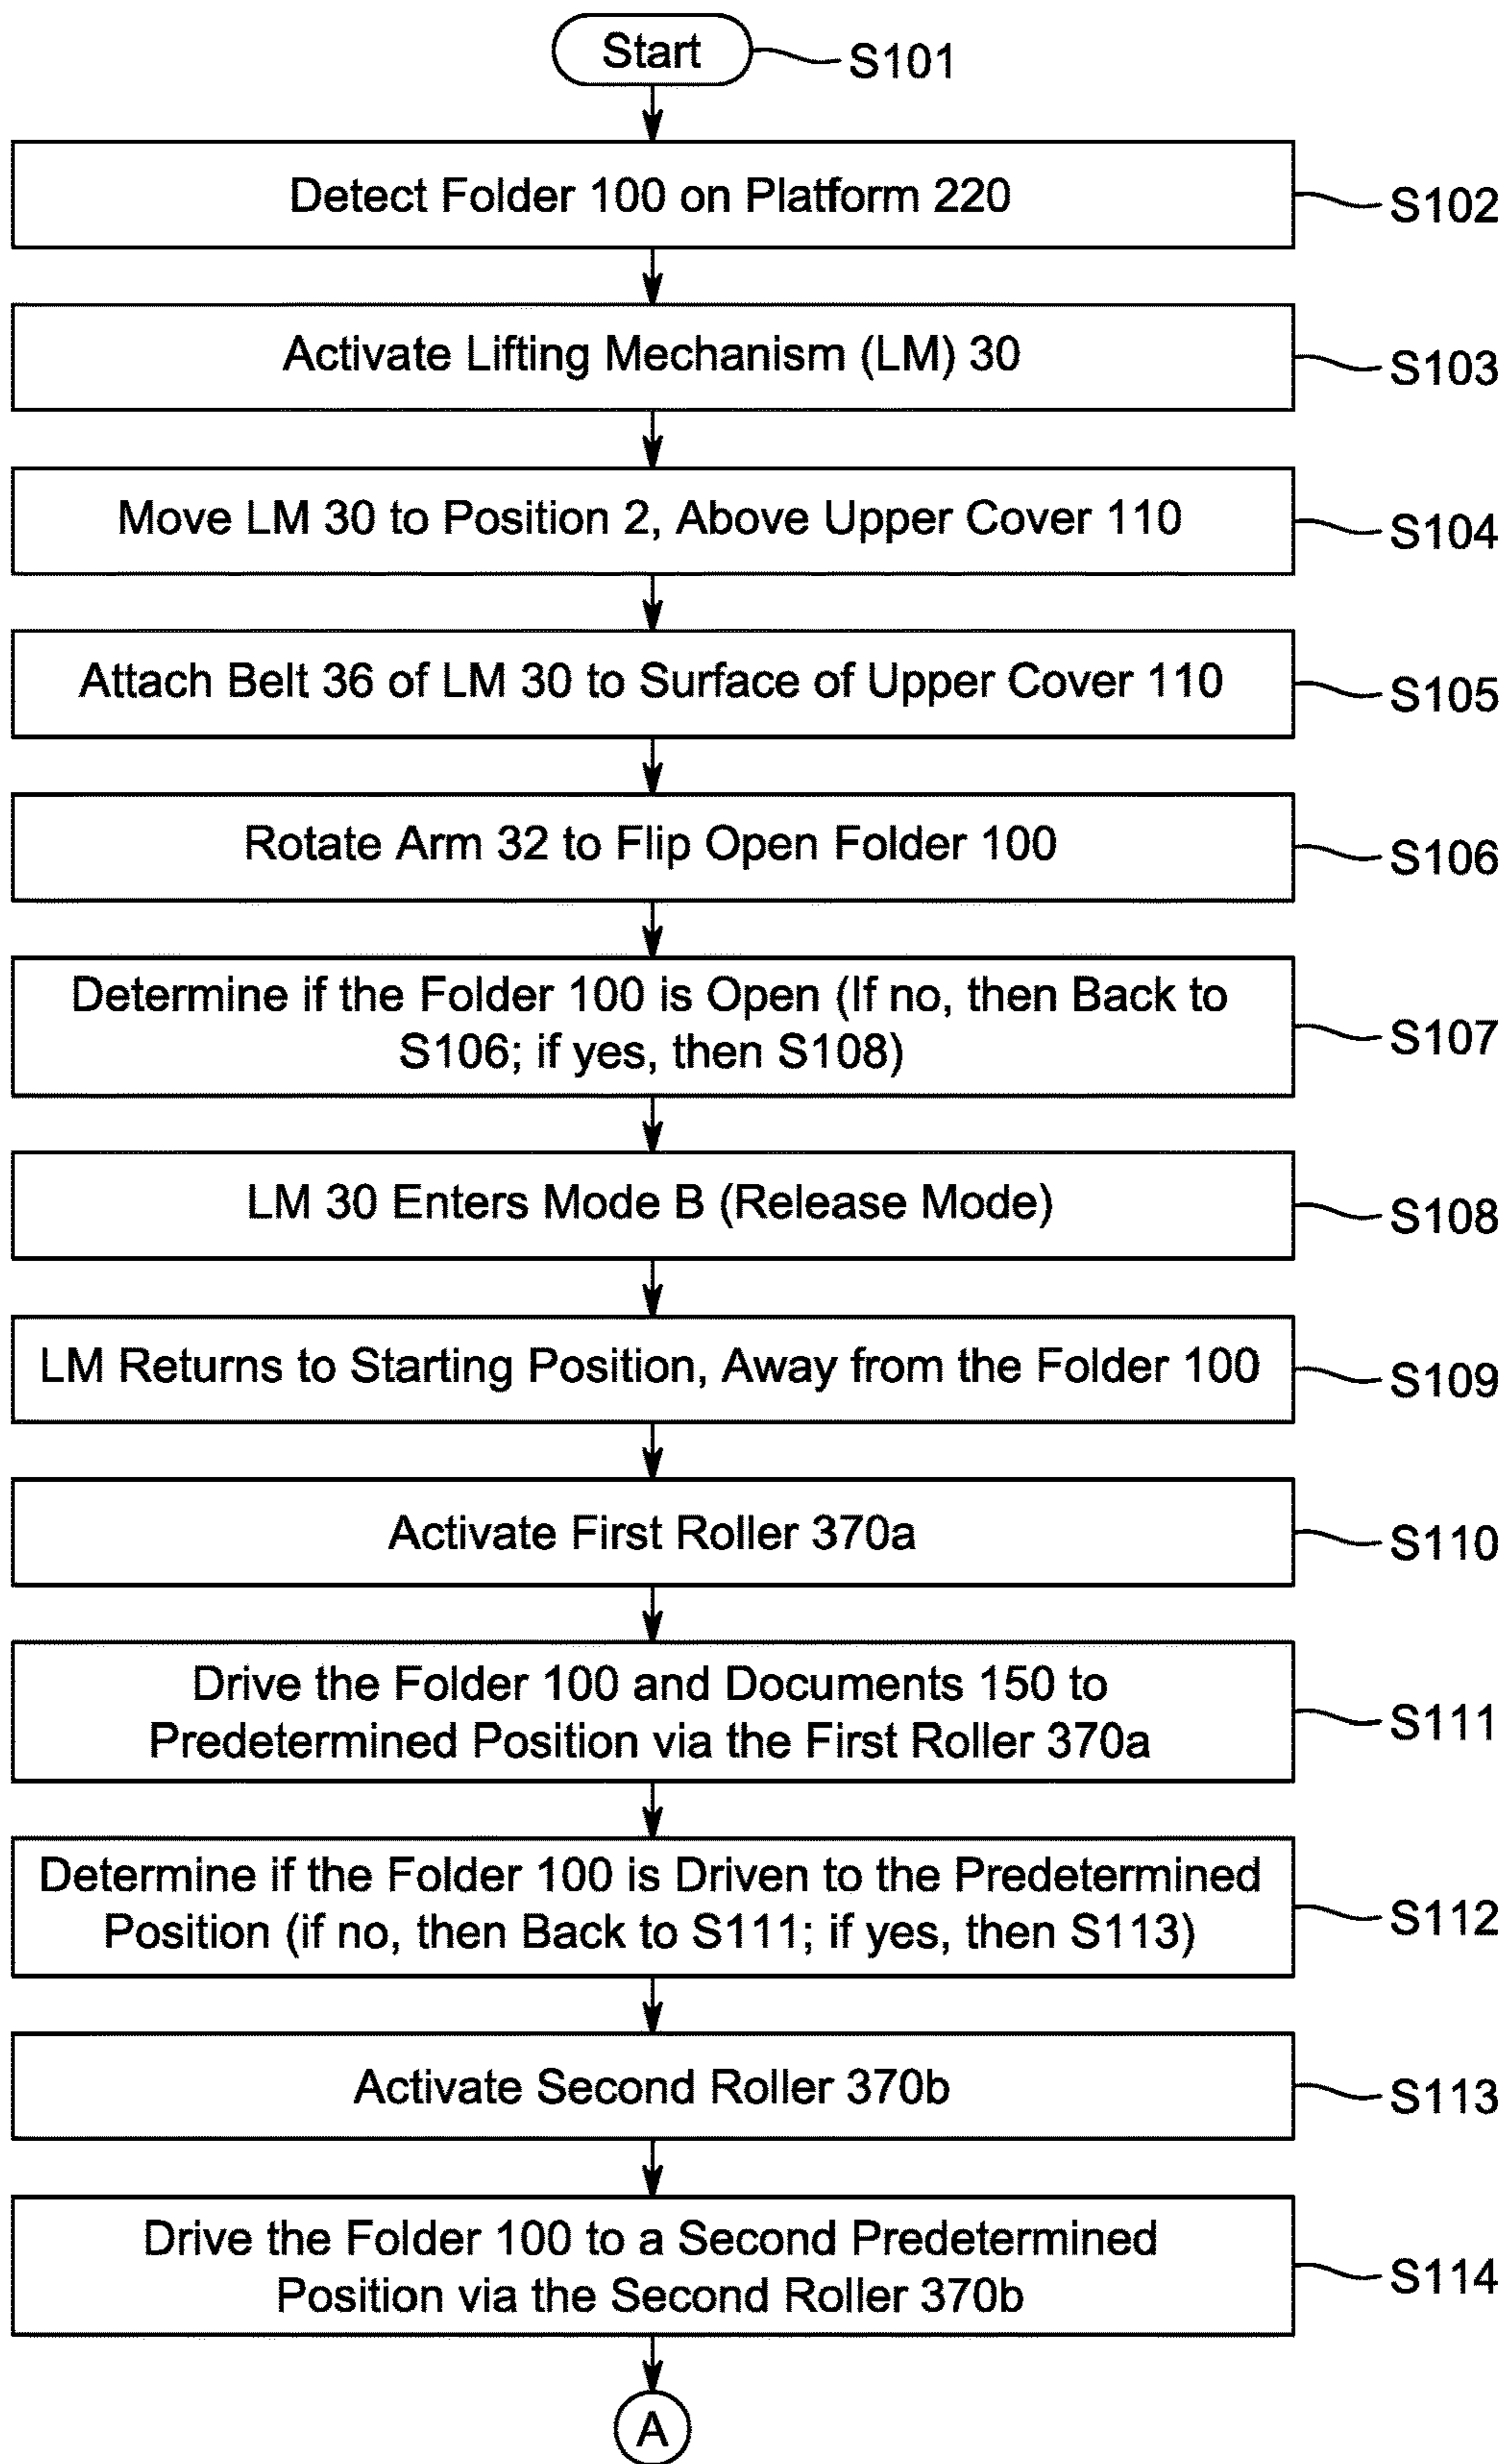 Start
S101
Detect Folder 100 on Platform 220
S102
Activate Lifting Mechanism (LM) 30
S103
Move LM 30 to Position 2, Above Upper Cover 110
S104
Attach Belt 36 of LM 30 to Surface of Upper Cover 110
S105
Rotate Arm 32 to Flip Open Folder 100
S106
Determine if the Folder 100 is Open (If no, then Back to
S106; if yes, then S108)
S107
LM 30 Enters Mode B (Release Mode)
S108
LM Returns to Starting Position, Away from the Folder 100
S109
Activate First Roller 370a
S110
Drive the Folder 100 and Documents 150 to
Predetermined Position via the First Roller 370a
S111
Determine if the Folder 100 is Driven to the Predetermined
Position (if no, then Back to S111; if yes, then S113)
S112
Activate Second Roller 370b
S113
Drive the Folder 100 to a Second Predetermined
Position via the Second Roller 370b
S114
A